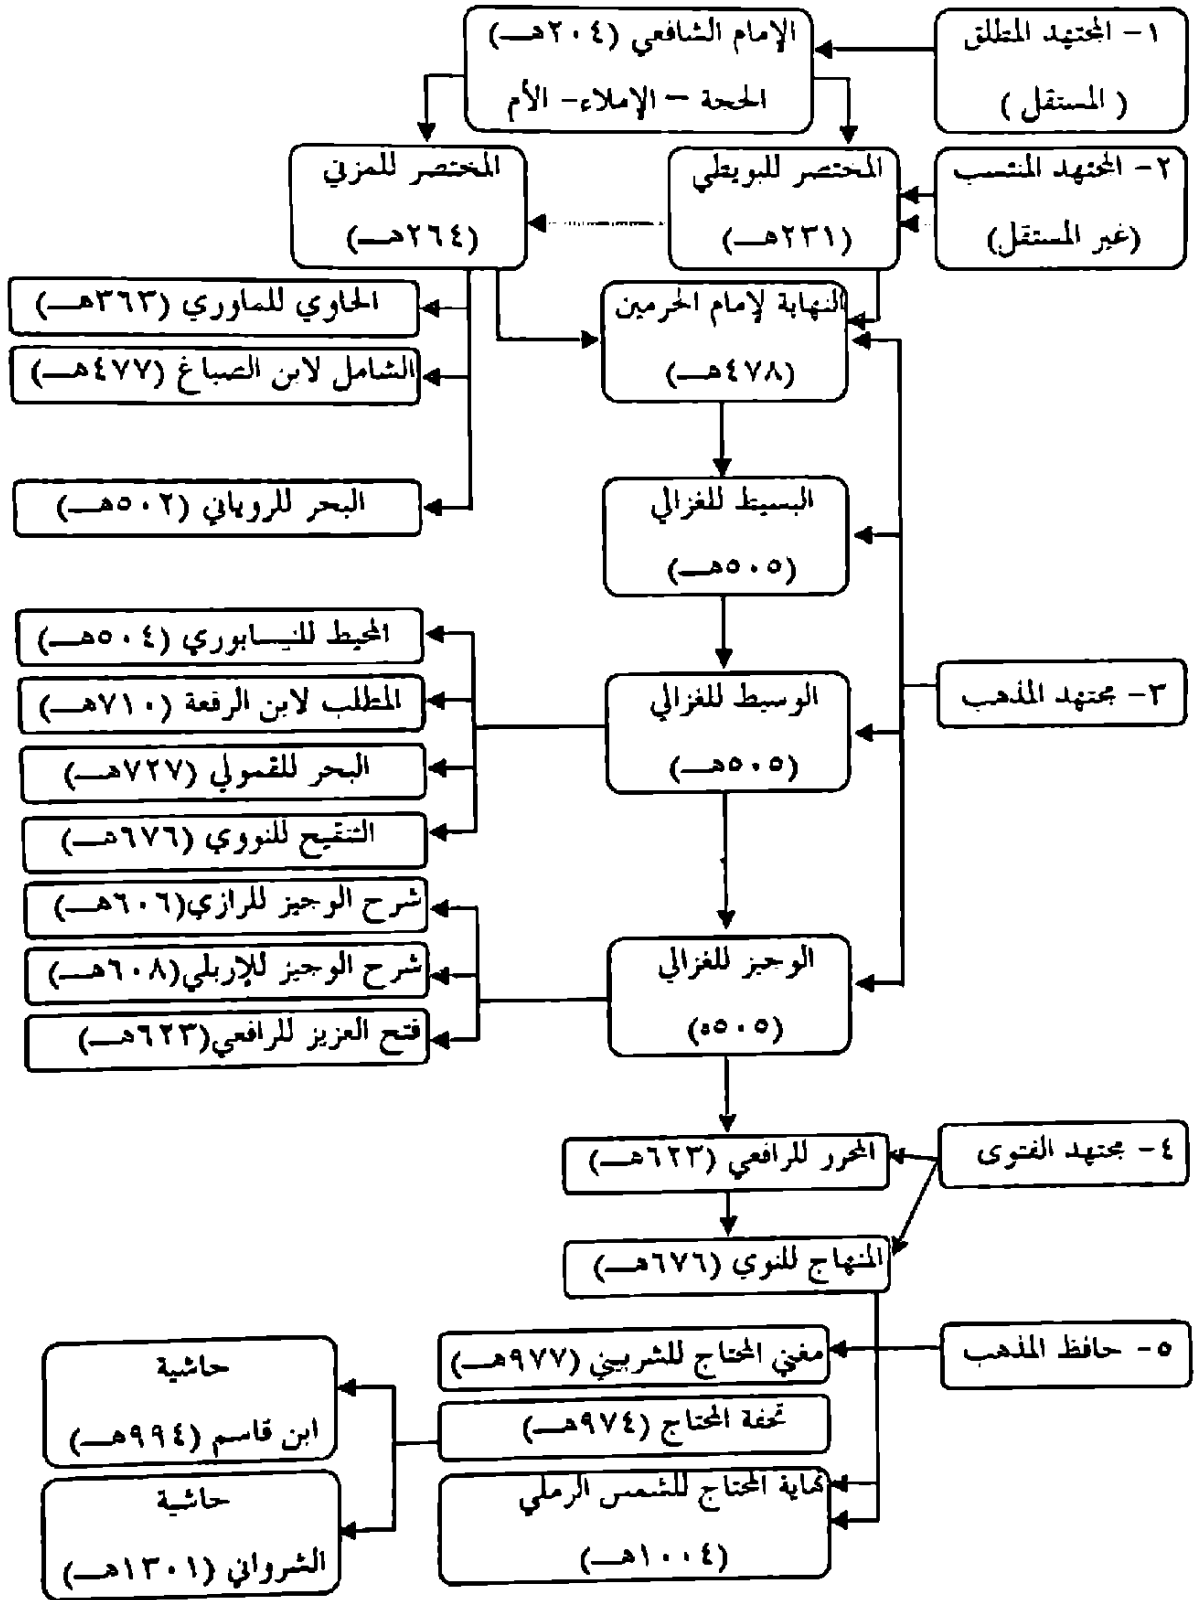 ١- المجتهد المطلق
( المستقل )
الإمام الشافعي (٢٠٤هـ)
الحجة – الإملاء- الأم
٢- المجتهد المنتسب
(غير المستقل)
المختصر للبويطي
(٢٣١هـ)
المختصر للمزني
(٢٦٤هـ)
النهاية لإمام الحرمين
(٤٧٨هـ)
الحاوي للماوري (٣٦٣هـ)
الشامل لابن الصباغ (٤٧٧هـ)
البحر للروياني (٥٠٢هـ)
البسيط للغزالي
(٥٠٥هـ)
٣- مجتهد المذهب
الوسيط للغزالي
(٥٠٥هـ)
المحيط للنيسابوري (٥٠٤هـ)
المطلب لابن الرفعة (٧١٠هـ)
البحر للقمولي (٧٢٧هـ)
التنقيح للنووي (٦٧٦هـ)
الوجيز للغزالي
(٥٠٥ه)
شرح الوجيز للرازي(٦٠٦هـ)
شرح الوجيز للإربلي(٦٠٨هـ)
فتح العزيز للرافعي(٦٢٣هـ)
٤- مجتهد الفتوى
المحرر للرافعي (٦٢٣هـ)
المنهاج للنوي (٦٧٦هـ)
٥- حافظ المذهب
مغني المحتاج للشربيني (٩٧٧هـ)
تحفة المحتاج (٩٧٤هـ)
نهاية المحتاج للشمس الرملي
(١٠٠٤هـ)
حاشية
ابن قاسم (٩٩٤هـ)
حاشية
الشرواني (١٣٠١هـ)